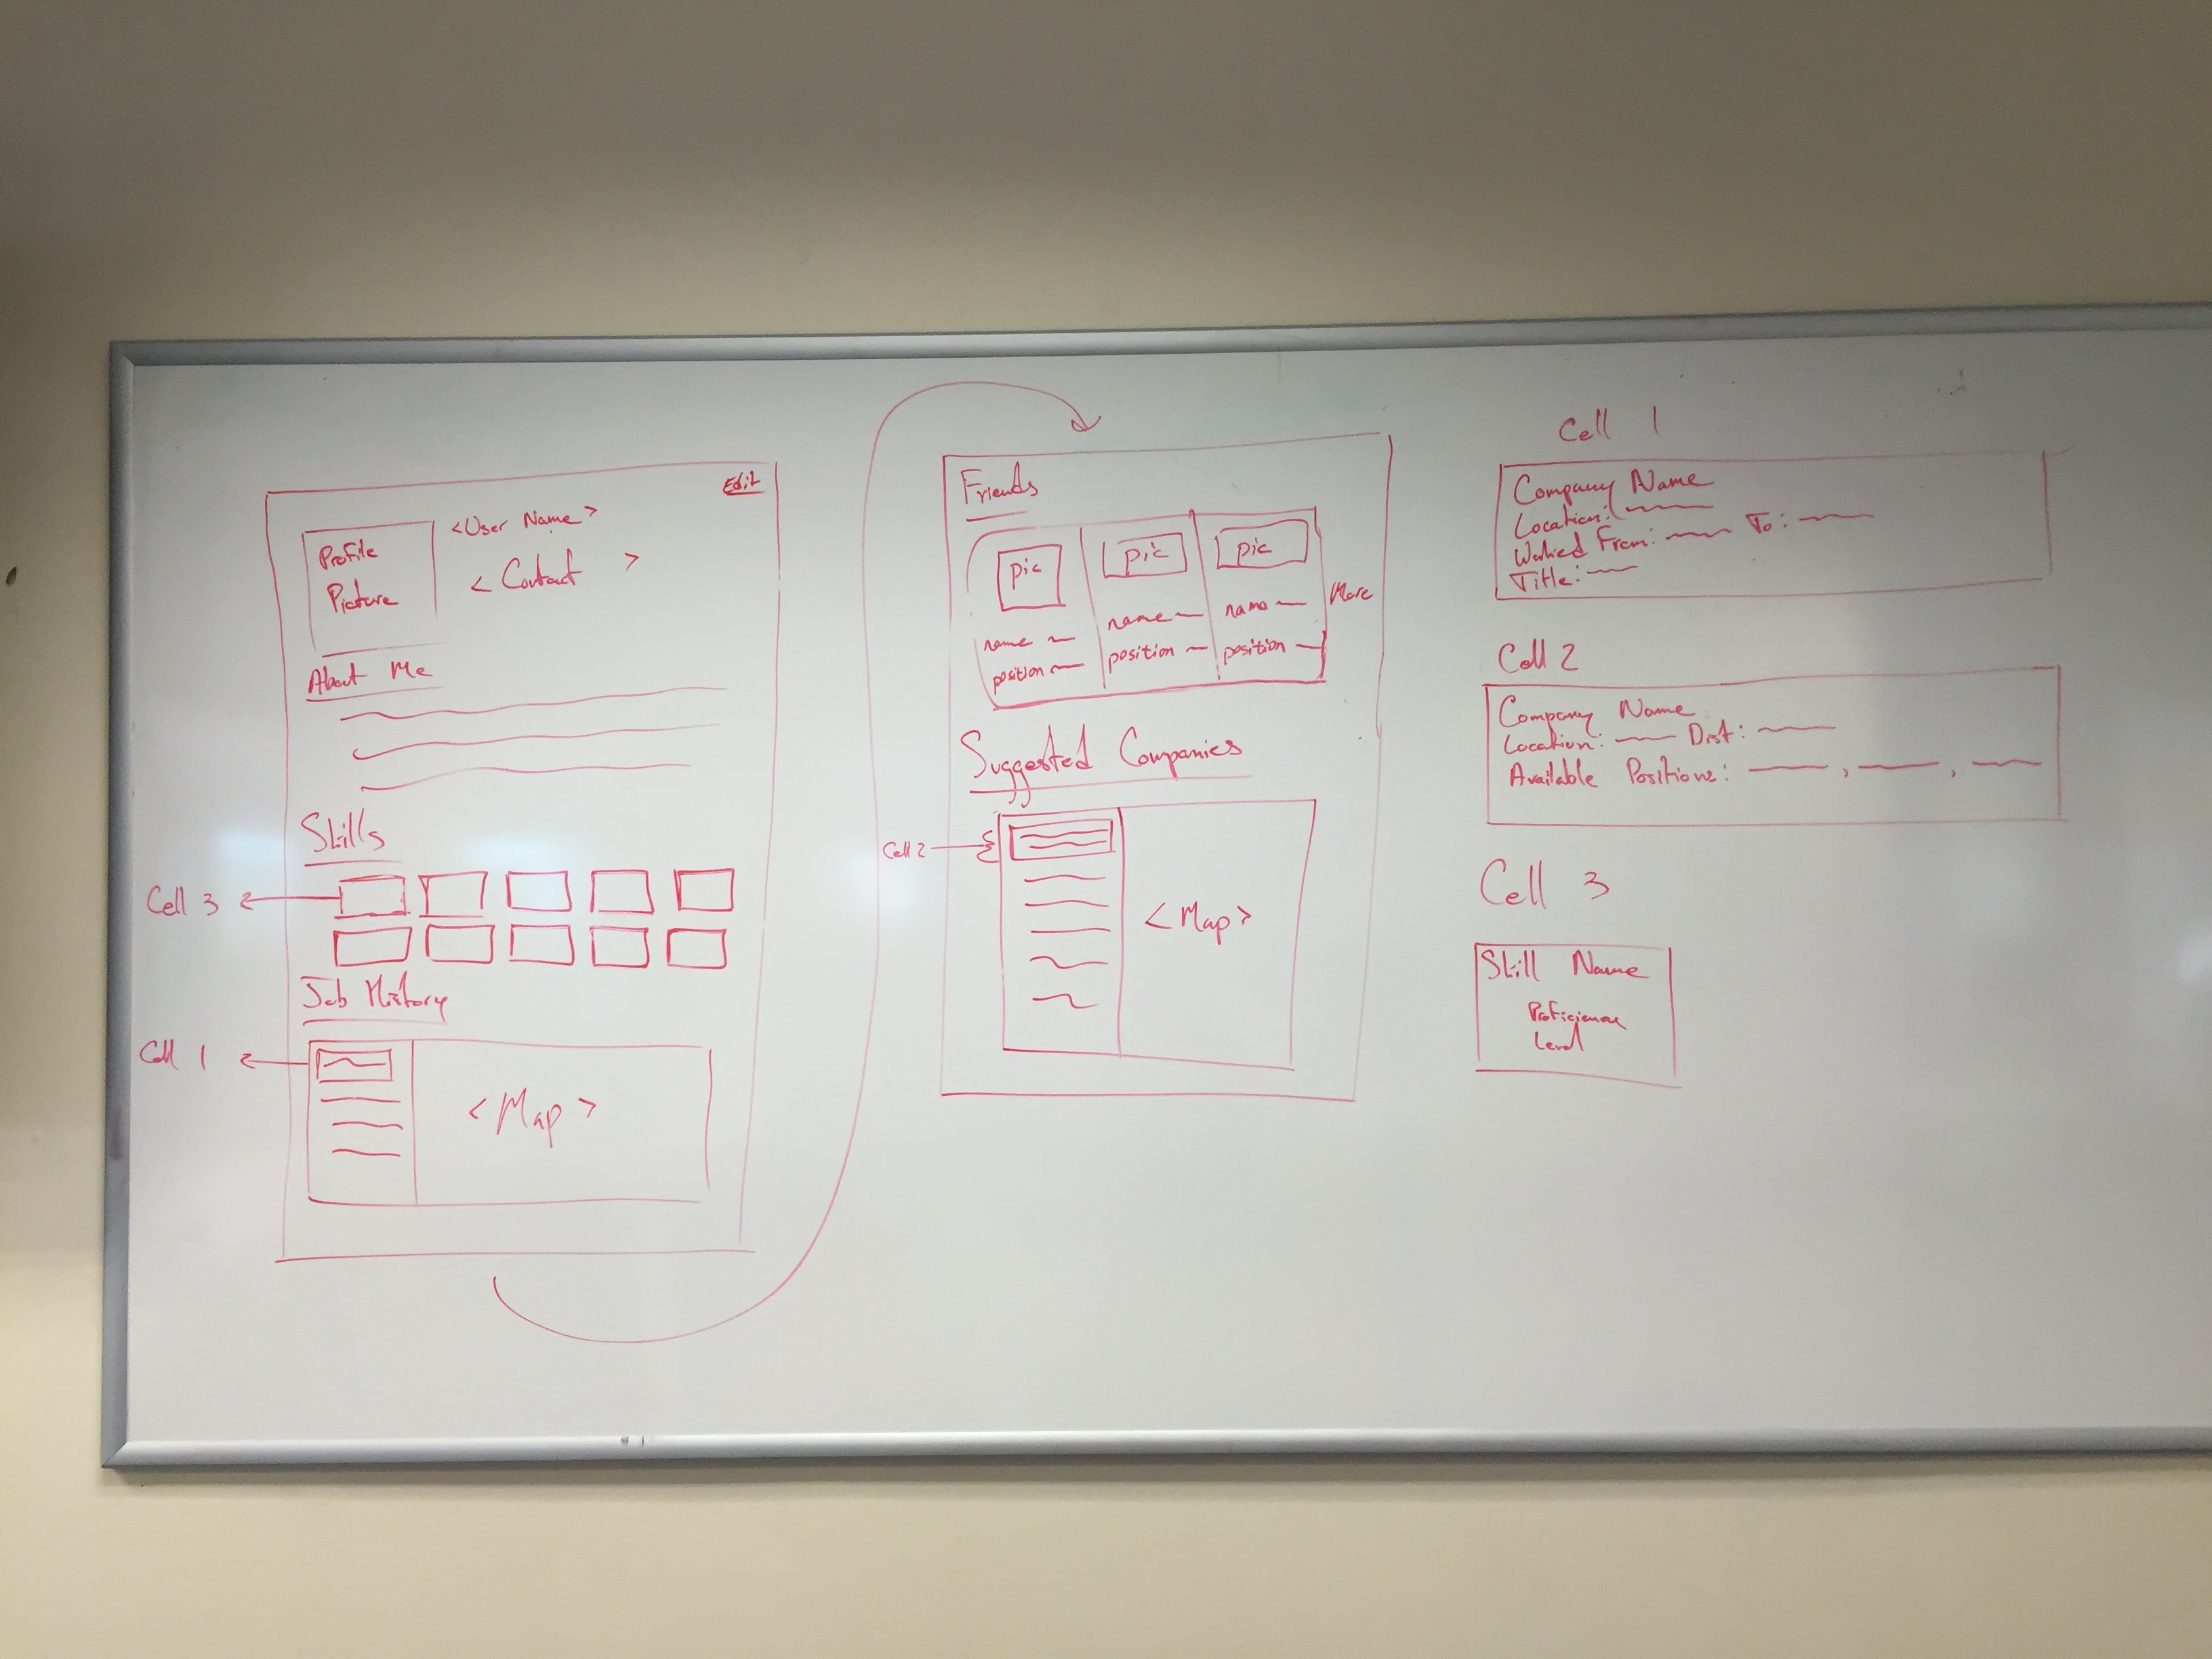 Edit
Profile
Picture
<User Name>
<Contact >
About Me
Skills
Cell 3
Job History
Cell 1
<Map>
Friends
pic
name
position
pic
name
position
pic
name
position
More
Suggested Companies
Cell 2
<Map>
Cell 1
Company Name
Location:
Worked From: To:
Title:
Cell 2
Company Name
Location: Dist:
Available Positions: , ,
Cell 3
Skill Name
Proficiency
Level